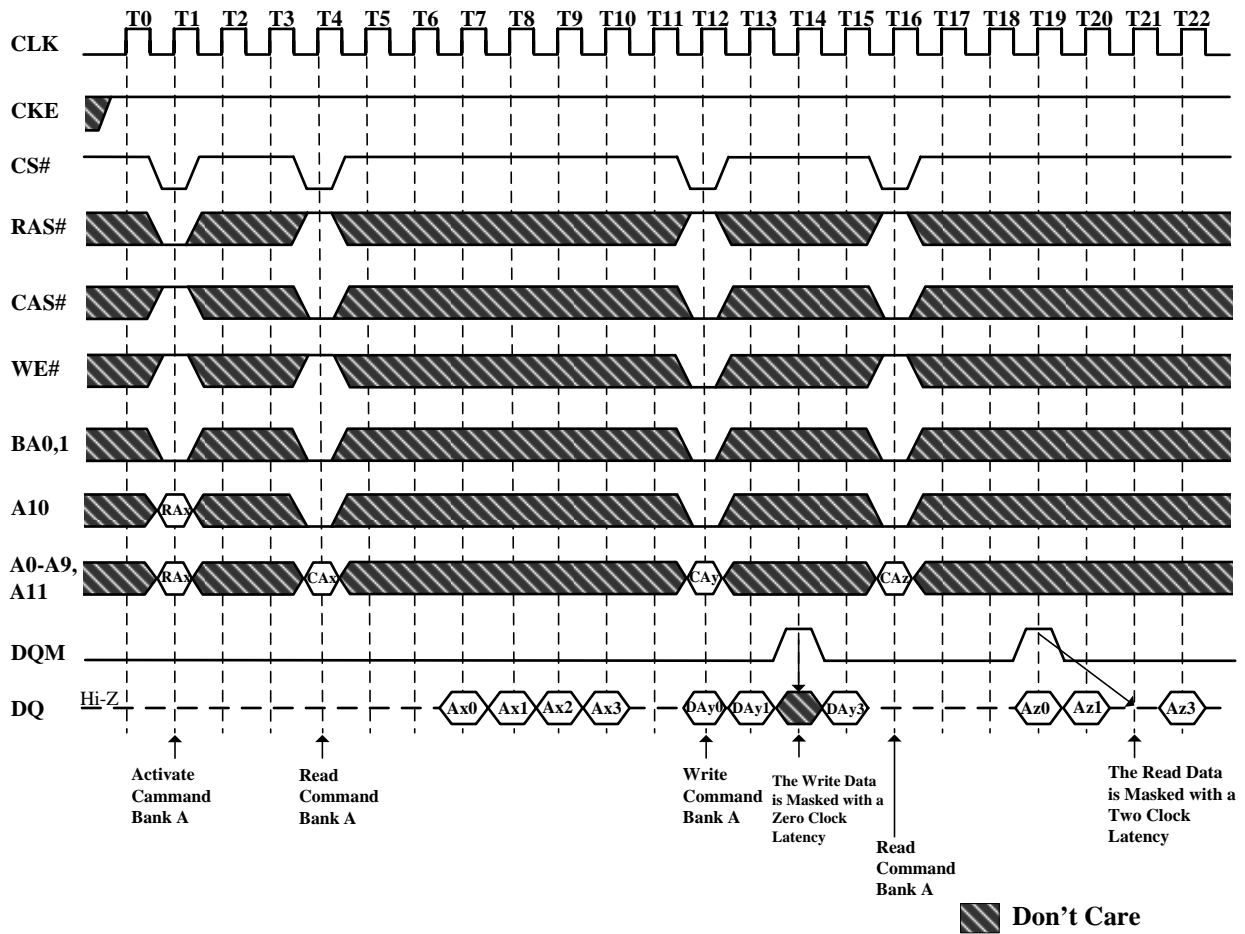 T0 T1 T2 T3 T4 T5 T6 T7 T8 T9 T10 T11 T12 T13 T14 T15 T16 T17 T18 T19 T20 T21 T22
CLK
CKE
CS#
RAS#
CAS#
WE#
BA0,1
A10
RAx
A0-A9,
A11
RAx CAx CAy CAz
DQM
DQ
Hi-Z
Ax0 Ax1 Ax2 Ax3 DAy0 DAy1 DAy3 Az0 Az1 Az3
Activate
Cammand
Bank A
Read
Command
Bank A
Write
Command
Bank A
The Write Data
is Masked with a
Zero Clock
Latency
Read
Command
Bank A
The Read Data
is Masked with a
Two Clock
Latency
Don't Care